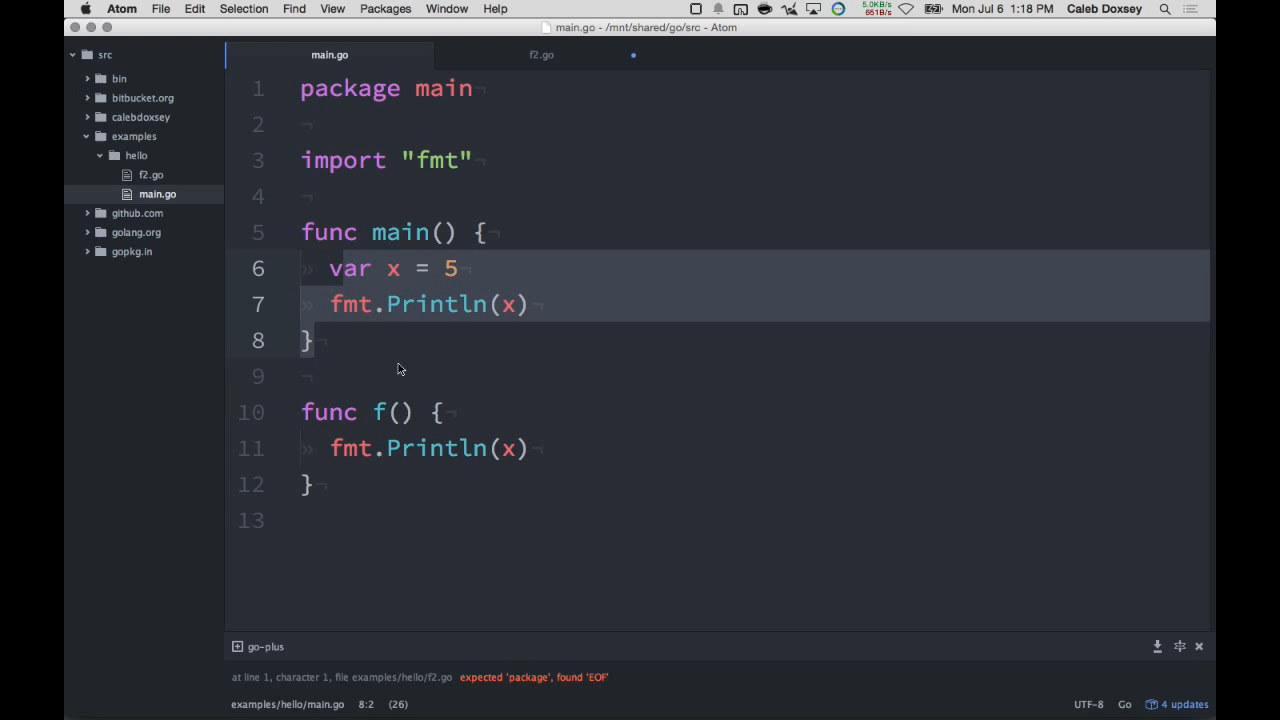 Atom File Edit Selection Find View Packages Window Help 5.0KB/s 651B/s Mon Jul 6 1:18 PM Caleb Doxsey
main.go - /mnt/shared/go/src - Atom
src
bin
bitbucket.org
calebdoxsey
examples
hello
f2.go
main.go
github.com
golang.org
gopkg.in
main.go f2.go
1 package main¬
2 ¬
3 import "fmt"¬
4 ¬
5 func main() {¬
6 » var x = 5¬
7 » fmt.Println(x)¬
8 }¬
9 ¬
10 func f() {¬
11 » fmt.Println(x)¬
12 }¬
13
go-plus
at line 1, character 1, file examples/hello/f2.go expected 'package', found 'EOF'
examples/hello/main.go 8:2 (26) UTF-8 Go 4 updates